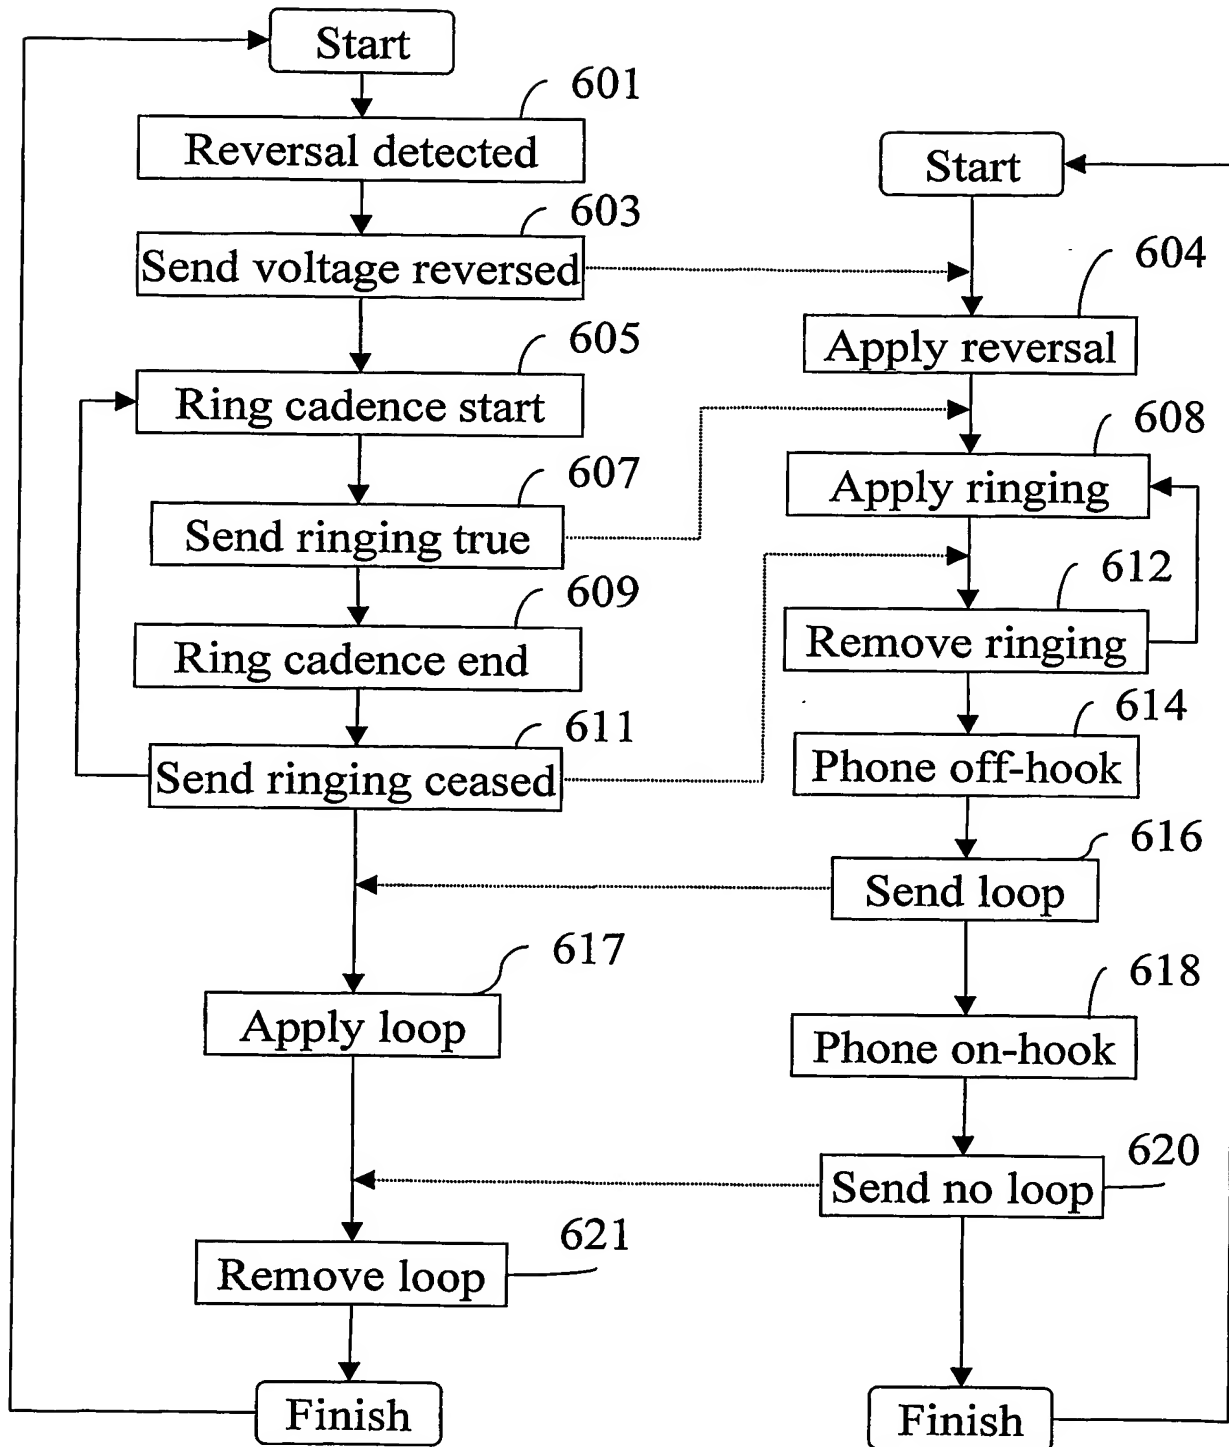 Start
601
Reversal detected
603
Send voltage reversed
605
Ring cadence start
607
Send ringing true
609
Ring cadence end
611
Send ringing ceased
617
Apply loop
621
Remove loop
Finish
Start
604
Apply reversal
608
Apply ringing
612
Remove ringing
614
Phone off-hook
616
Send loop
618
Phone on-hook
620
Send no loop
Finish